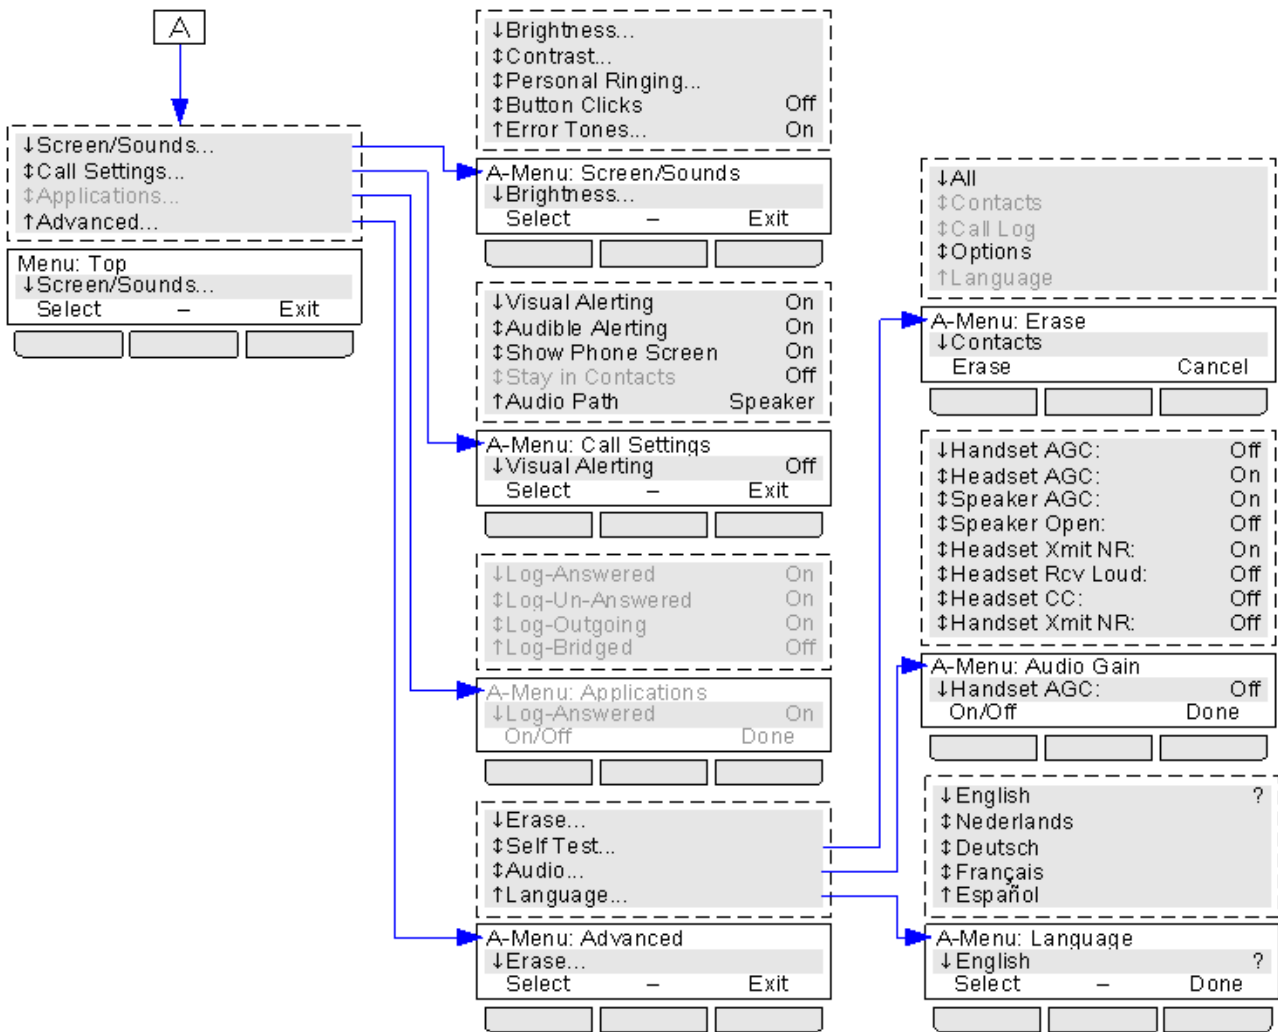 A
↓Screen/Sounds...
↕Call Settings...
↕Applications...
↑Advanced...
Menu: Top
↓Screen/Sounds...
Select – Exit
↓Brightness...
↕Contrast...
↕Personal Ringing...
↕Button Clicks Off
↑Error Tones... On
A-Menu: Screen/Sounds
↓Brightness...
Select – Exit
↓Visual Alerting On
↕Audible Alerting On
↕Show Phone Screen On
↕Stay in Contacts Off
↑Audio Path Speaker
A-Menu: Call Settings
↓Visual Alerting Off
Select – Exit
↓Log-Answered On
↕Log-Un-Answered On
↕Log-Outgoing On
↑Log-Bridged Off
A-Menu: Applications
↓Log-Answered On
On/Off Done
↓Erase...
↕Self Test...
↕Audio...
↑Language...
A-Menu: Advanced
↓Erase...
Select – Exit
↓All
↕Contacts
↕Call Log
↕Options
↑Language
A-Menu: Erase
↓Contacts
Erase Cancel
↓Handset AGC: Off
↕Headset AGC: On
↕Speaker AGC: On
↕Speaker Open: Off
↕Headset Xmit NR: On
↕Headset Rcv Loud: Off
↕Headset CC: Off
↕Handset Xmit NR: Off
A-Menu: Audio Gain
↓Handset AGC: Off
On/Off Done
↓English ?
↕Nederlands
↕Deutsch
↕Français
↑Español
A-Menu: Language
↓English ?
Select – Done